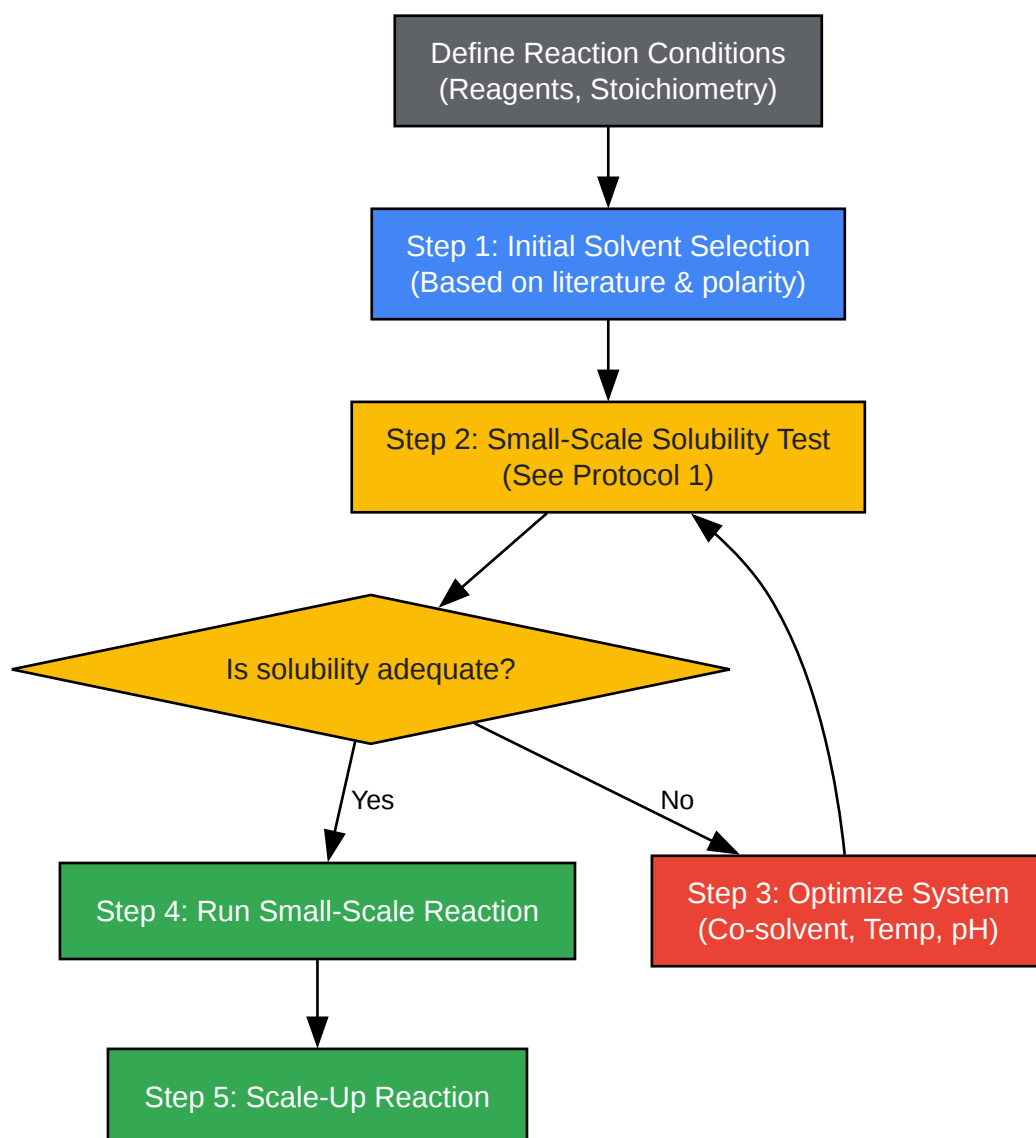 Define Reaction Conditions
(Reagents, Stoichiometry)
Step 1: Initial Solvent Selection
(Based on literature & polarity)
Step 2: Small-Scale Solubility Test
(See Protocol 1)
Is solubility adequate?
Yes
No
Step 4: Run Small-Scale Reaction
Step 3: Optimize System
(Co-solvent, Temp, pH)
Step 5: Scale-Up Reaction